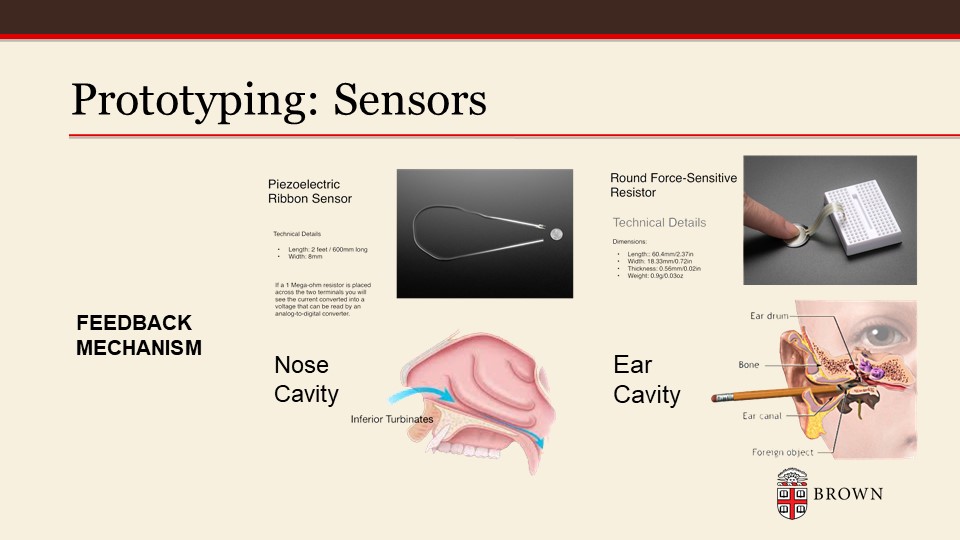 Prototyping: Sensors
Piezoelectric
Ribbon Sensor
Technical Details
• Length: 2 feet / 600mm long
• Width: 8mm
If a 1 Mega-ohm resistor is placed
across the two terminals you will
see the current converted into a
voltage that can be read by an
analog-to-digital converter.
Round Force-Sensitive
Resistor
Technical Details
Dimensions:
• Length:: 60.4mm/2.37in
• Width: 18.33mm/0.72in
• Thickness: 0.56mm/0.02in
• Weight: 0.9g/0.03oz
FEEDBACK
MECHANISM
Nose
Cavity
Inferior Turbinates
Ear
Cavity
Ear drum
Bone
Ear canal
Foreign object
BROWN